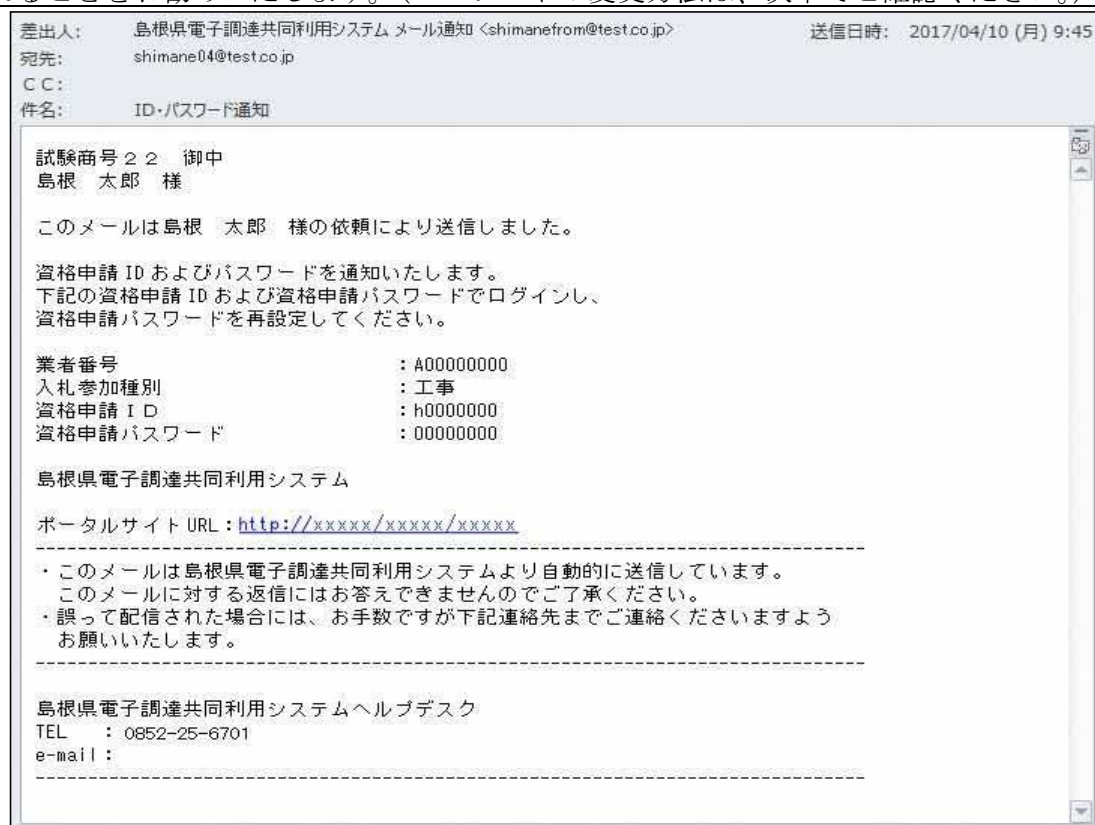 差出人: 島根県電子調達共同利用システム メール通知 <shimanefrom@test.co.jp> 送信日時: 2017/04/10 (月) 9:45
宛先: shimane04@test.co.jp
CC:
件名: ID・パスワード通知
試験商号22 御中
島根 太郎 様
このメールは島根 太郎 様の依頼により送信しました。
資格申請IDおよびパスワードを通知いたします。
下記の資格申請IDおよび資格申請パスワードでログインし、
資格申請パスワードを再設定してください。
業者番号 :A00000000
入札参加種別 :工事
資格申請ID :h0000000
資格申請パスワード :00000000
島根県電子調達共同利用システム
ポータルサイトURL:http://xxxxx/xxxxx/xxxxx
--------------------------------------------------------------------------------
・このメールは島根県電子調達共同利用システムより自動的に送信しています。
このメールに対する返信にはお答えできませんのでご了承ください。
・誤って配信された場合には、お手数ですが下記連絡先までご連絡くださいますよう
お願いいたします。
--------------------------------------------------------------------------------
島根県電子調達共同利用システムヘルプデスク
TEL :0852-25-6701
e-mail:
--------------------------------------------------------------------------------